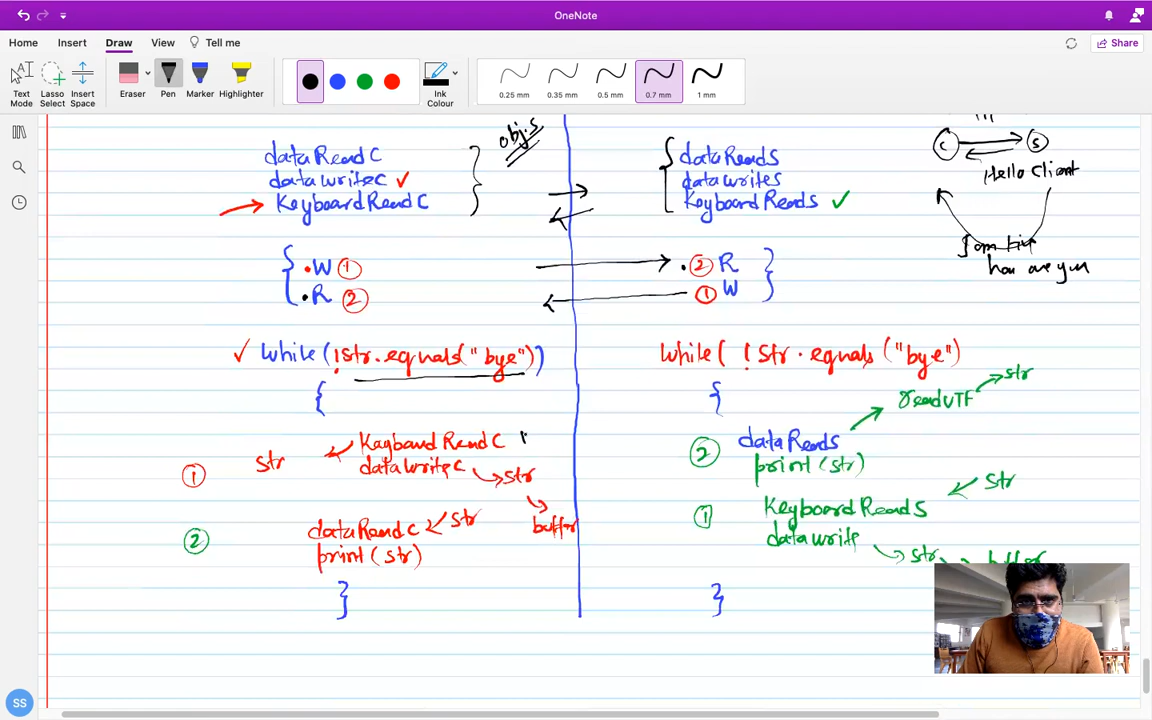 OneNote
Home Insert Draw View Tell me
Share
Text Mode
Lasso Select
Insert Space
Eraser
Pen
Marker
Highlighter
Ink Colour
0.25 mm
0.35 mm
0.5 mm
0.7 mm
1 mm
objs
dataReadC
datawriteC ✓
KeyboardReadC
dataReadS
datawriteS
KeyboardReadS ✓
C S
Hello Client
how are you
{ .W ①
.R ②
.② R }
① W
✓ while (!str.equals("bye"))
{
while( !Str.equals ("bye")
{
readUTF → str
① str ← KayboardReadC
datawriteC → str
→ buffer
② dataReadC ← str
print (str)
}
② dataReadS
print (str)
① KeyboardReadS ← str
datawrite → str
}
SS